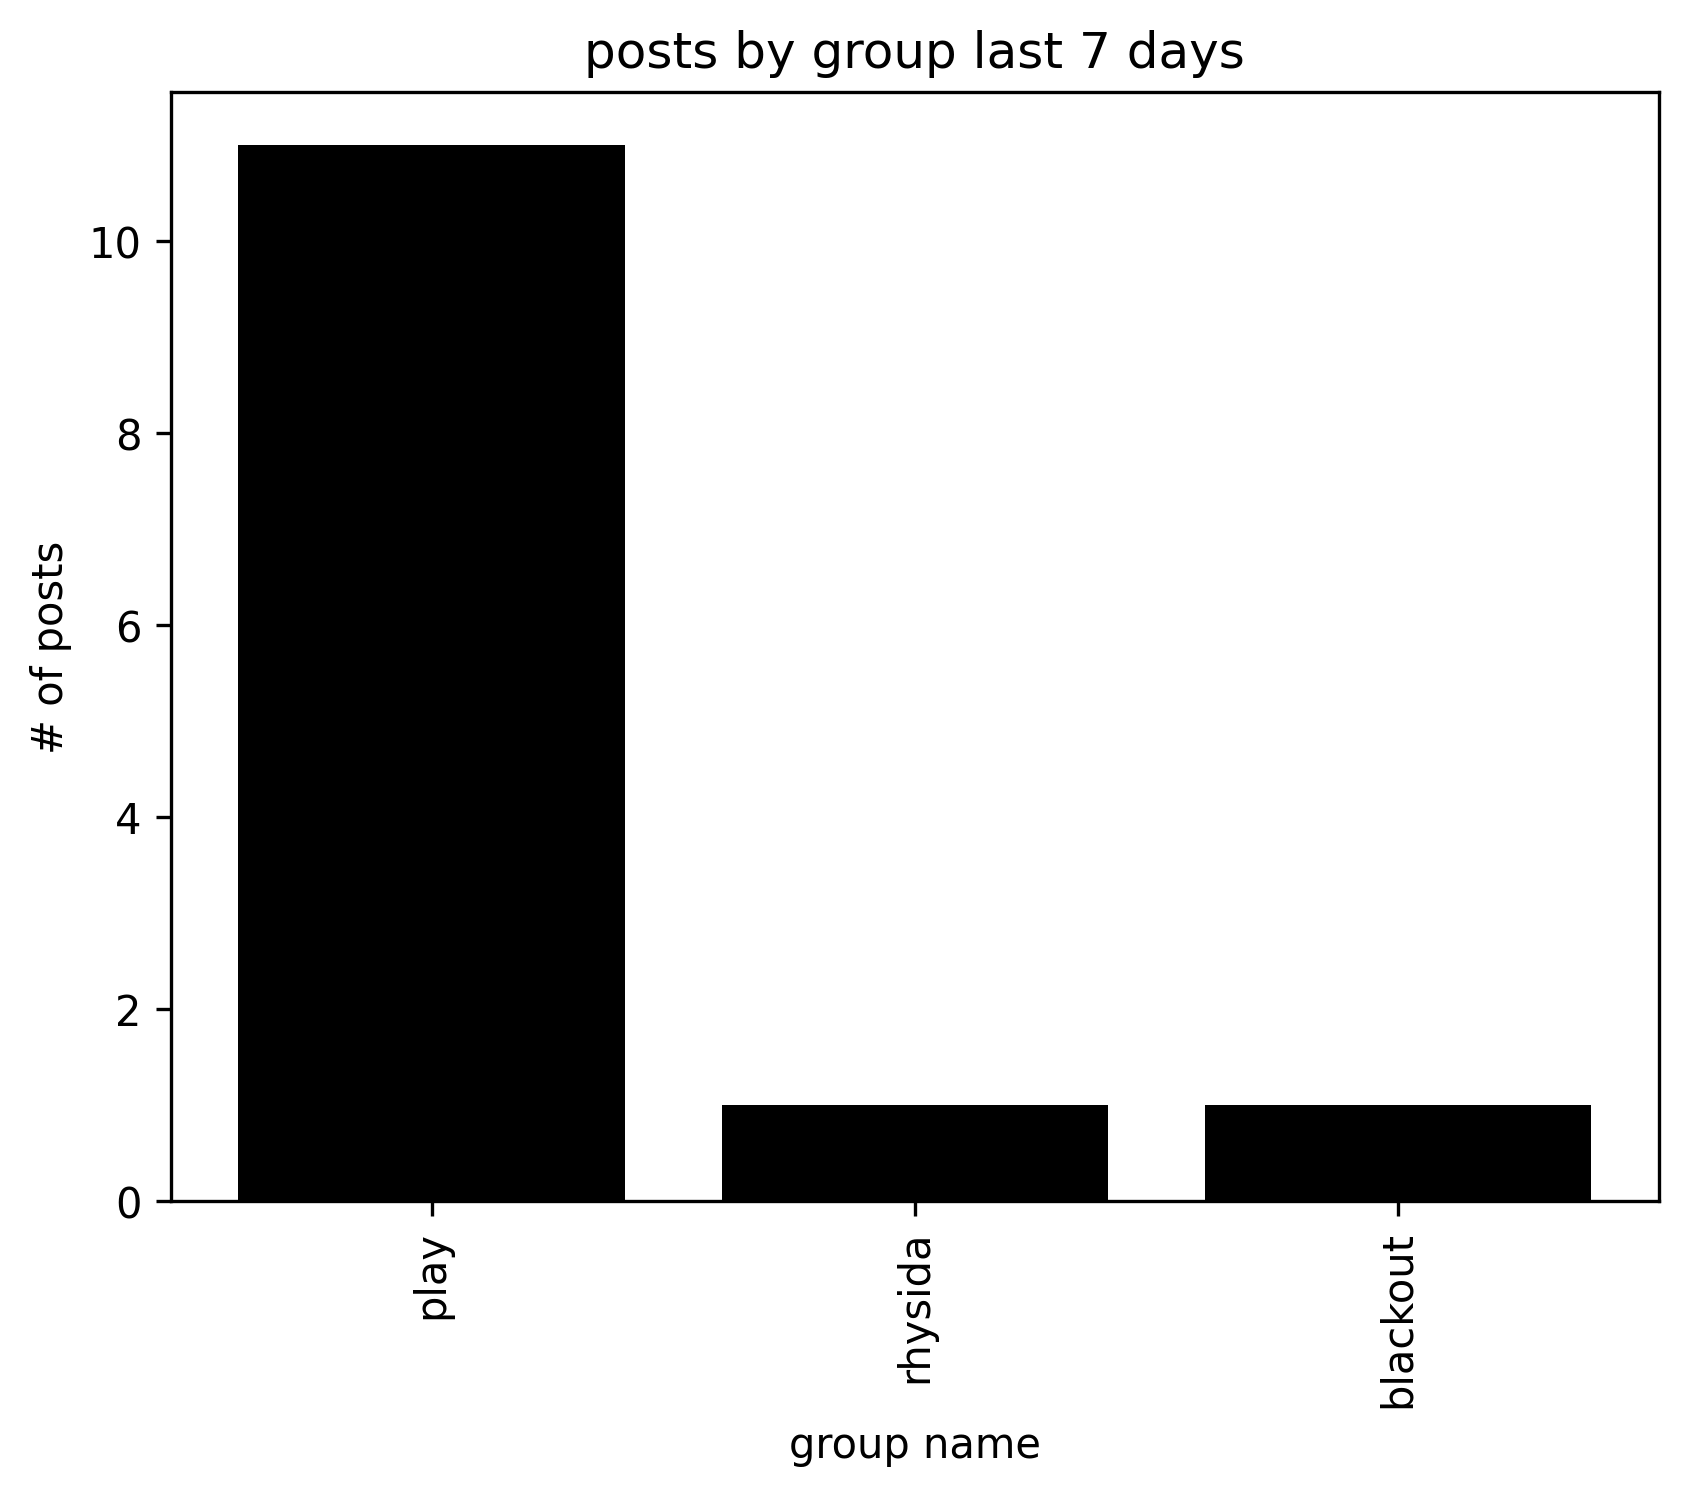 posts by group last 7 days
# of posts
10
8
6
4
2
0
play
rhysida
blackout
group name